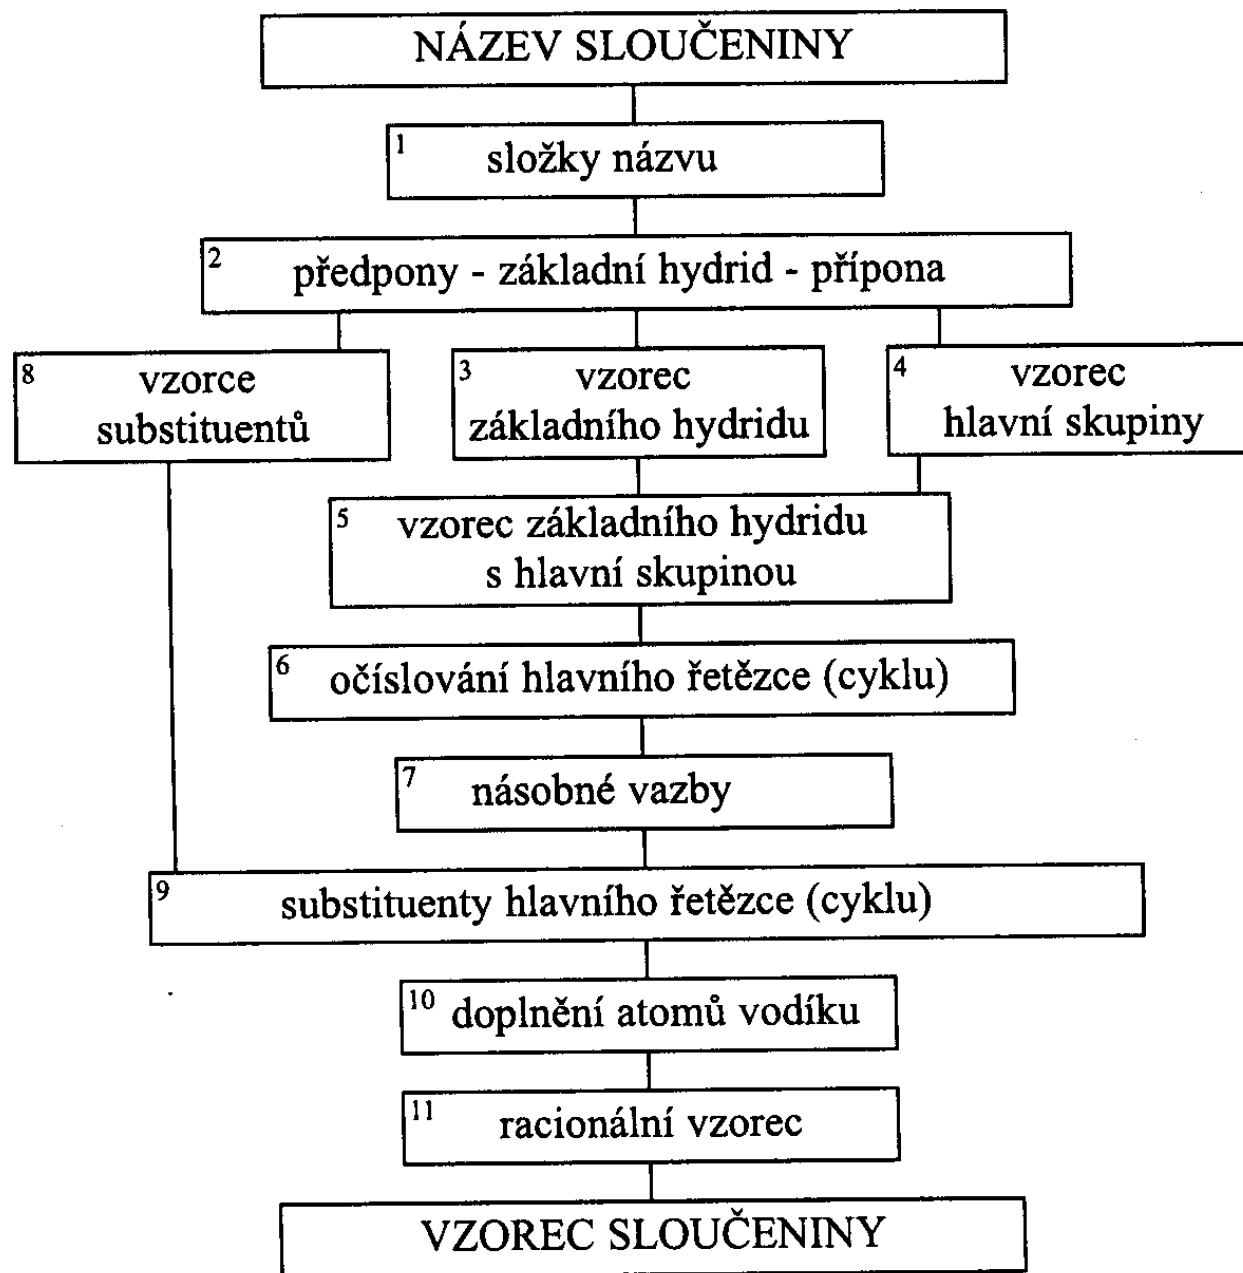 NÁZEV SLOUČENINY
1 složky názvu
2 předpony - základní hydrid - přípona
8 vzorce
substituentů
3 vzorec
základního hydridu
4 vzorec
hlavní skupiny
5 vzorec základního hydridu
s hlavní skupinou
6 očíslování hlavního řetězce (cyklu)
7 násobné vazby
9 substituenty hlavního řetězce (cyklu)
10 doplnění atomů vodíku
11 racionální vzorec
VZOREC SLOUČENINY